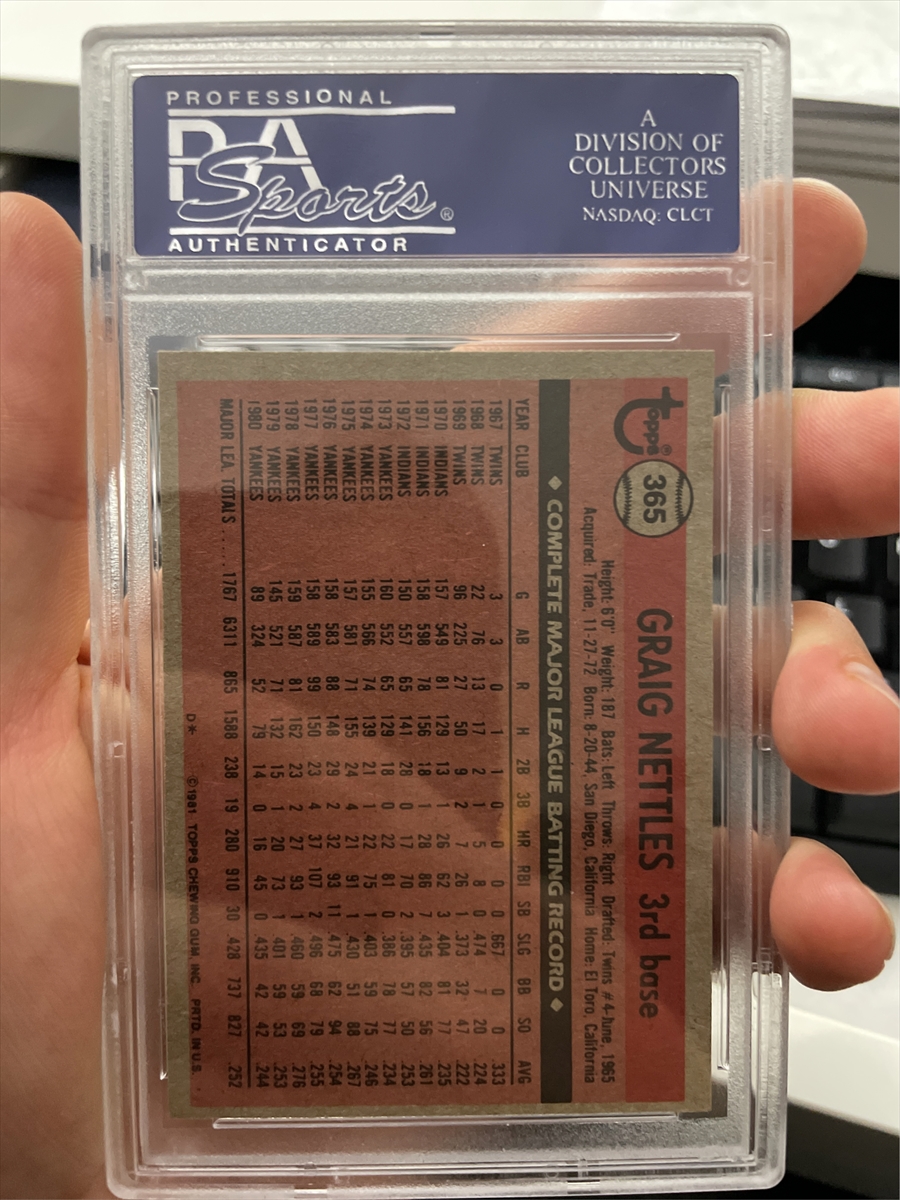 PROFESSIONAL
PSA
Sports®
AUTHENTICATOR
A
DIVISION OF
COLLECTORS
UNIVERSE
NASDAQ: CLCT
Topps® 365 GRAIG NETTLES 3rd base
Height: 6'0" Weight: 187 Bats: Left Throws: Right Drafted: Twins #4-June, 1965
Acquired: Trade, 11-27-72 Born: 8-20-44, San Diego, California Home: El Toro, California
◆ COMPLETE MAJOR LEAGUE BATTING RECORD ◆
YEAR CLUB G AB R H 2B 3B HR RBI SB SLG BB SO AVG
1967 TWINS 3 3 0 1 1 0 0 0 0 .667 0 0 .333
1968 TWINS 22 76 13 17 2 1 5 8 0 .474 7 20 .224
1969 TWINS 96 225 27 50 9 2 7 26 1 .373 32 47 .222
1970 INDIANS 157 549 81 129 13 1 26 62 3 .404 81 77 .235
1971 INDIANS 158 598 78 156 18 1 28 86 7 .435 82 56 .261
1972 INDIANS 150 557 65 141 28 0 17 70 2 .395 57 50 .253
1973 YANKEES 160 552 65 129 18 0 22 81 0 .386 78 77 .234
1974 YANKEES 155 566 74 139 21 1 22 75 1 .403 59 75 .246
1975 YANKEES 157 581 71 155 24 4 21 91 1 .430 51 88 .267
1976 YANKEES 158 583 88 148 29 2 32 93 11 .475 62 94 .254
1977 YANKEES 158 589 99 150 23 4 37 107 2 .496 68 79 .255
1978 YANKEES 159 587 81 162 23 2 27 93 1 .460 59 69 .276
1979 YANKEES 145 521 71 132 15 1 20 73 1 .401 59 53 .253
1980 YANKEES 89 324 52 79 14 0 16 45 0 .435 42 42 .244
MAJOR LEA. TOTALS ..... 1767 6311 865 1588 238 19 280 910 30 .428 737 827 .252
D* ©1981 TOPPS CHEWING GUM, INC. PRTD. IN U.S.